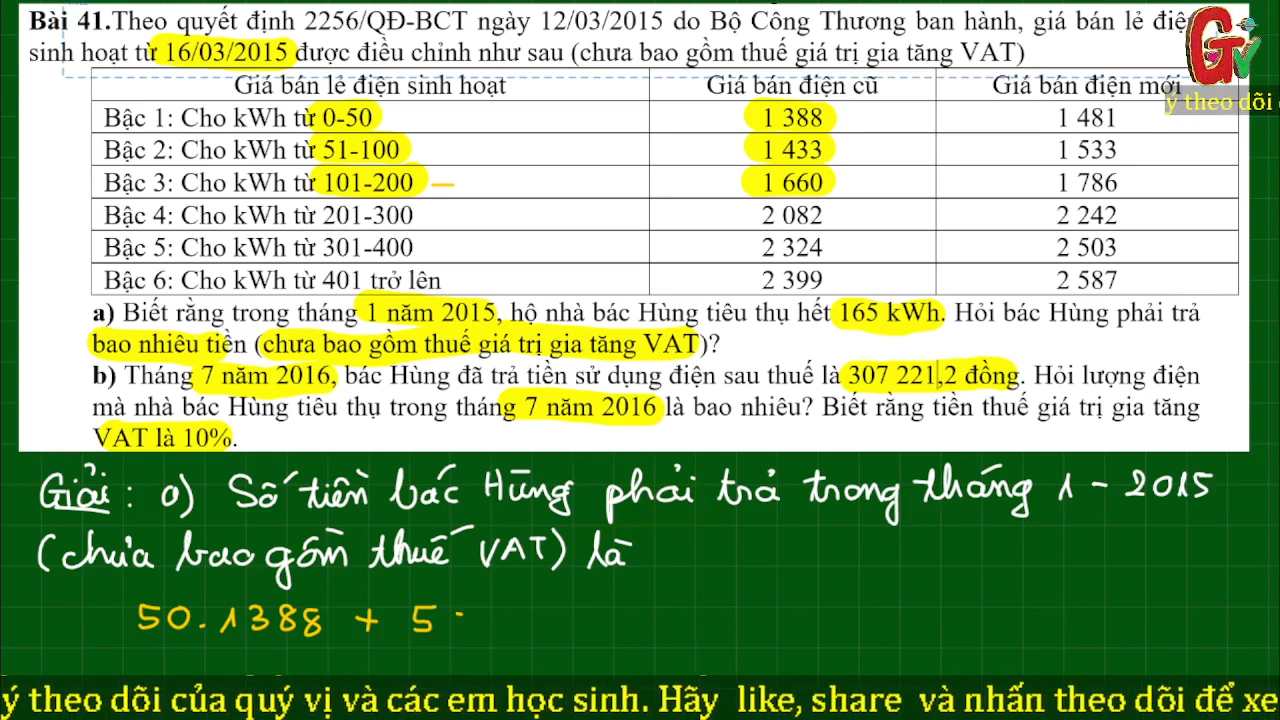 Bài 41.Theo quyết định 2256/QĐ-BCT ngày 12/03/2015 do Bộ Công Thương ban hành, giá bán lẻ điện
sinh hoạt từ 16/03/2015 được điều chỉnh như sau (chưa bao gồm thuế giá trị gia tăng VAT)
Giá bán lẻ điện sinh hoạt Giá bán điện cũ Giá bán điện mới
ý theo dõi
Bậc 1: Cho kWh từ 0-50 1 388 1 481
Bậc 2: Cho kWh từ 51-100 1 433 1 533
Bậc 3: Cho kWh từ 101-200 1 660 1 786
Bậc 4: Cho kWh từ 201-300 2 082 2 242
Bậc 5: Cho kWh từ 301-400 2 324 2 503
Bậc 6: Cho kWh từ 401 trở lên 2 399 2 587
a) Biết rằng trong tháng 1 năm 2015, hộ nhà bác Hùng tiêu thụ hết 165 kWh. Hỏi bác Hùng phải trả
bao nhiêu tiền (chưa bao gồm thuế giá trị gia tăng VAT)?
b) Tháng 7 năm 2016, bác Hùng đã trả tiền sử dụng điện sau thuế là 307 221,2 đồng. Hỏi lượng điện
mà nhà bác Hùng tiêu thụ trong tháng 7 năm 2016 là bao nhiêu? Biết rằng tiền thuế giá trị gia tăng
VAT là 10%.
Giải: a) Số tiền bác Hùng phải trả trong tháng 1 - 2015
(chưa bao gồm thuế VAT) là
50.1388 + 5
ý theo dõi của quý vị và các em học sinh. Hãy like, share và nhấn theo dõi để xe